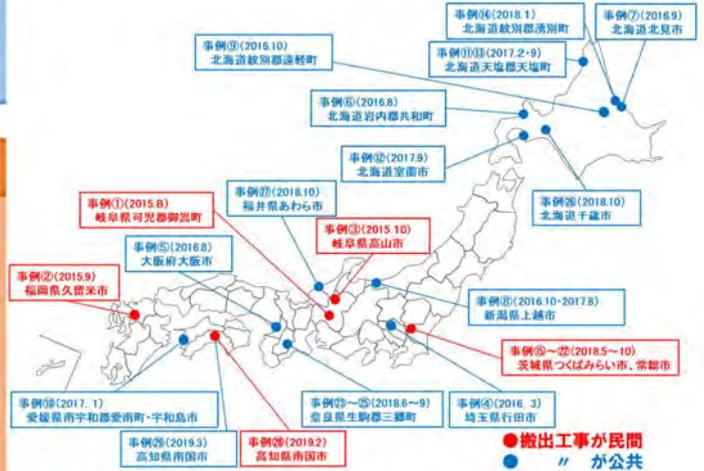 事例⑭(2018.1)
北海道紋別郡湧別町
事例⑦(2016.9)
北海道北見市
事例⑨(2016.10)
北海道紋別郡遠軽町
事例⑪⑬(2017.2・9)
北海道天塩郡天塩町
事例⑥(2016.8)
北海道岩内郡共和町
事例⑫(2017.9)
北海道室蘭市
事例㉖(2018.10)
北海道千歳市
事例㉗(2018.10)
福井県あわら市
事例①(2015.8)
岐阜県可児郡御嵩町
事例③(2015.10)
岐阜県高山市
事例⑤(2016.8)
大阪府大阪市
事例②(2015.9)
福岡県久留米市
事例⑧(2016.10・2017.8)
新潟県上越市
事例⑮~㉒(2018.5~10)
茨城県つくばみらい市、常総市
事例⑩(2017.1)
愛媛県南宇和郡愛南町・宇和島市
事例㉓~㉕(2018.6~9)
奈良県生駒郡三郷町
事例④(2016.3)
埼玉県行田市
事例㉙(2019.3)
高知県南国市
事例㉘(2019.2)
高知県南国市
●搬出工事が民間
● 〃 が公共